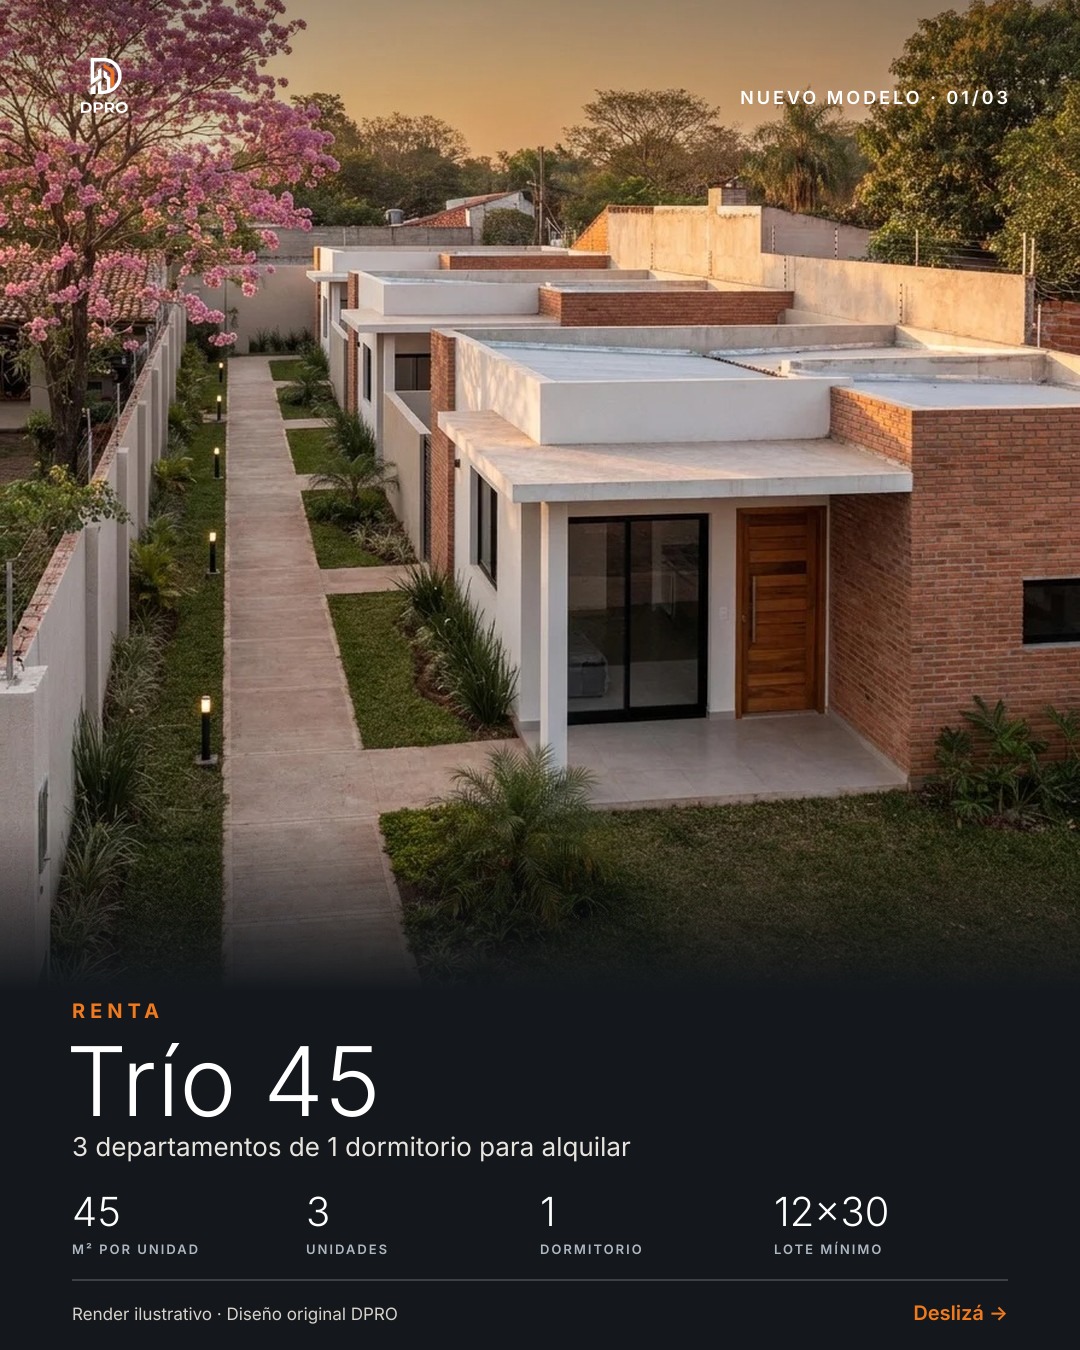 DPRO
NUEVO MODELO · 01/03
RENTA
Trío 45
3 departamentos de 1 dormitorio para alquilar
45
M² POR UNIDAD
3
UNIDADES
1
DORMITORIO
12×30
LOTE MÍNIMO
Render ilustrativo · Diseño original DPRO
Deslizá →